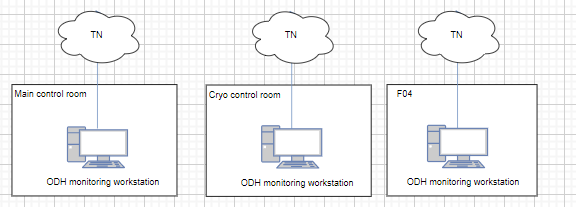 TN
TN
TN
Main control room
Cryo control room
F04
ODH monitoring workstation
ODH monitoring workstation
ODH monitoring workstation